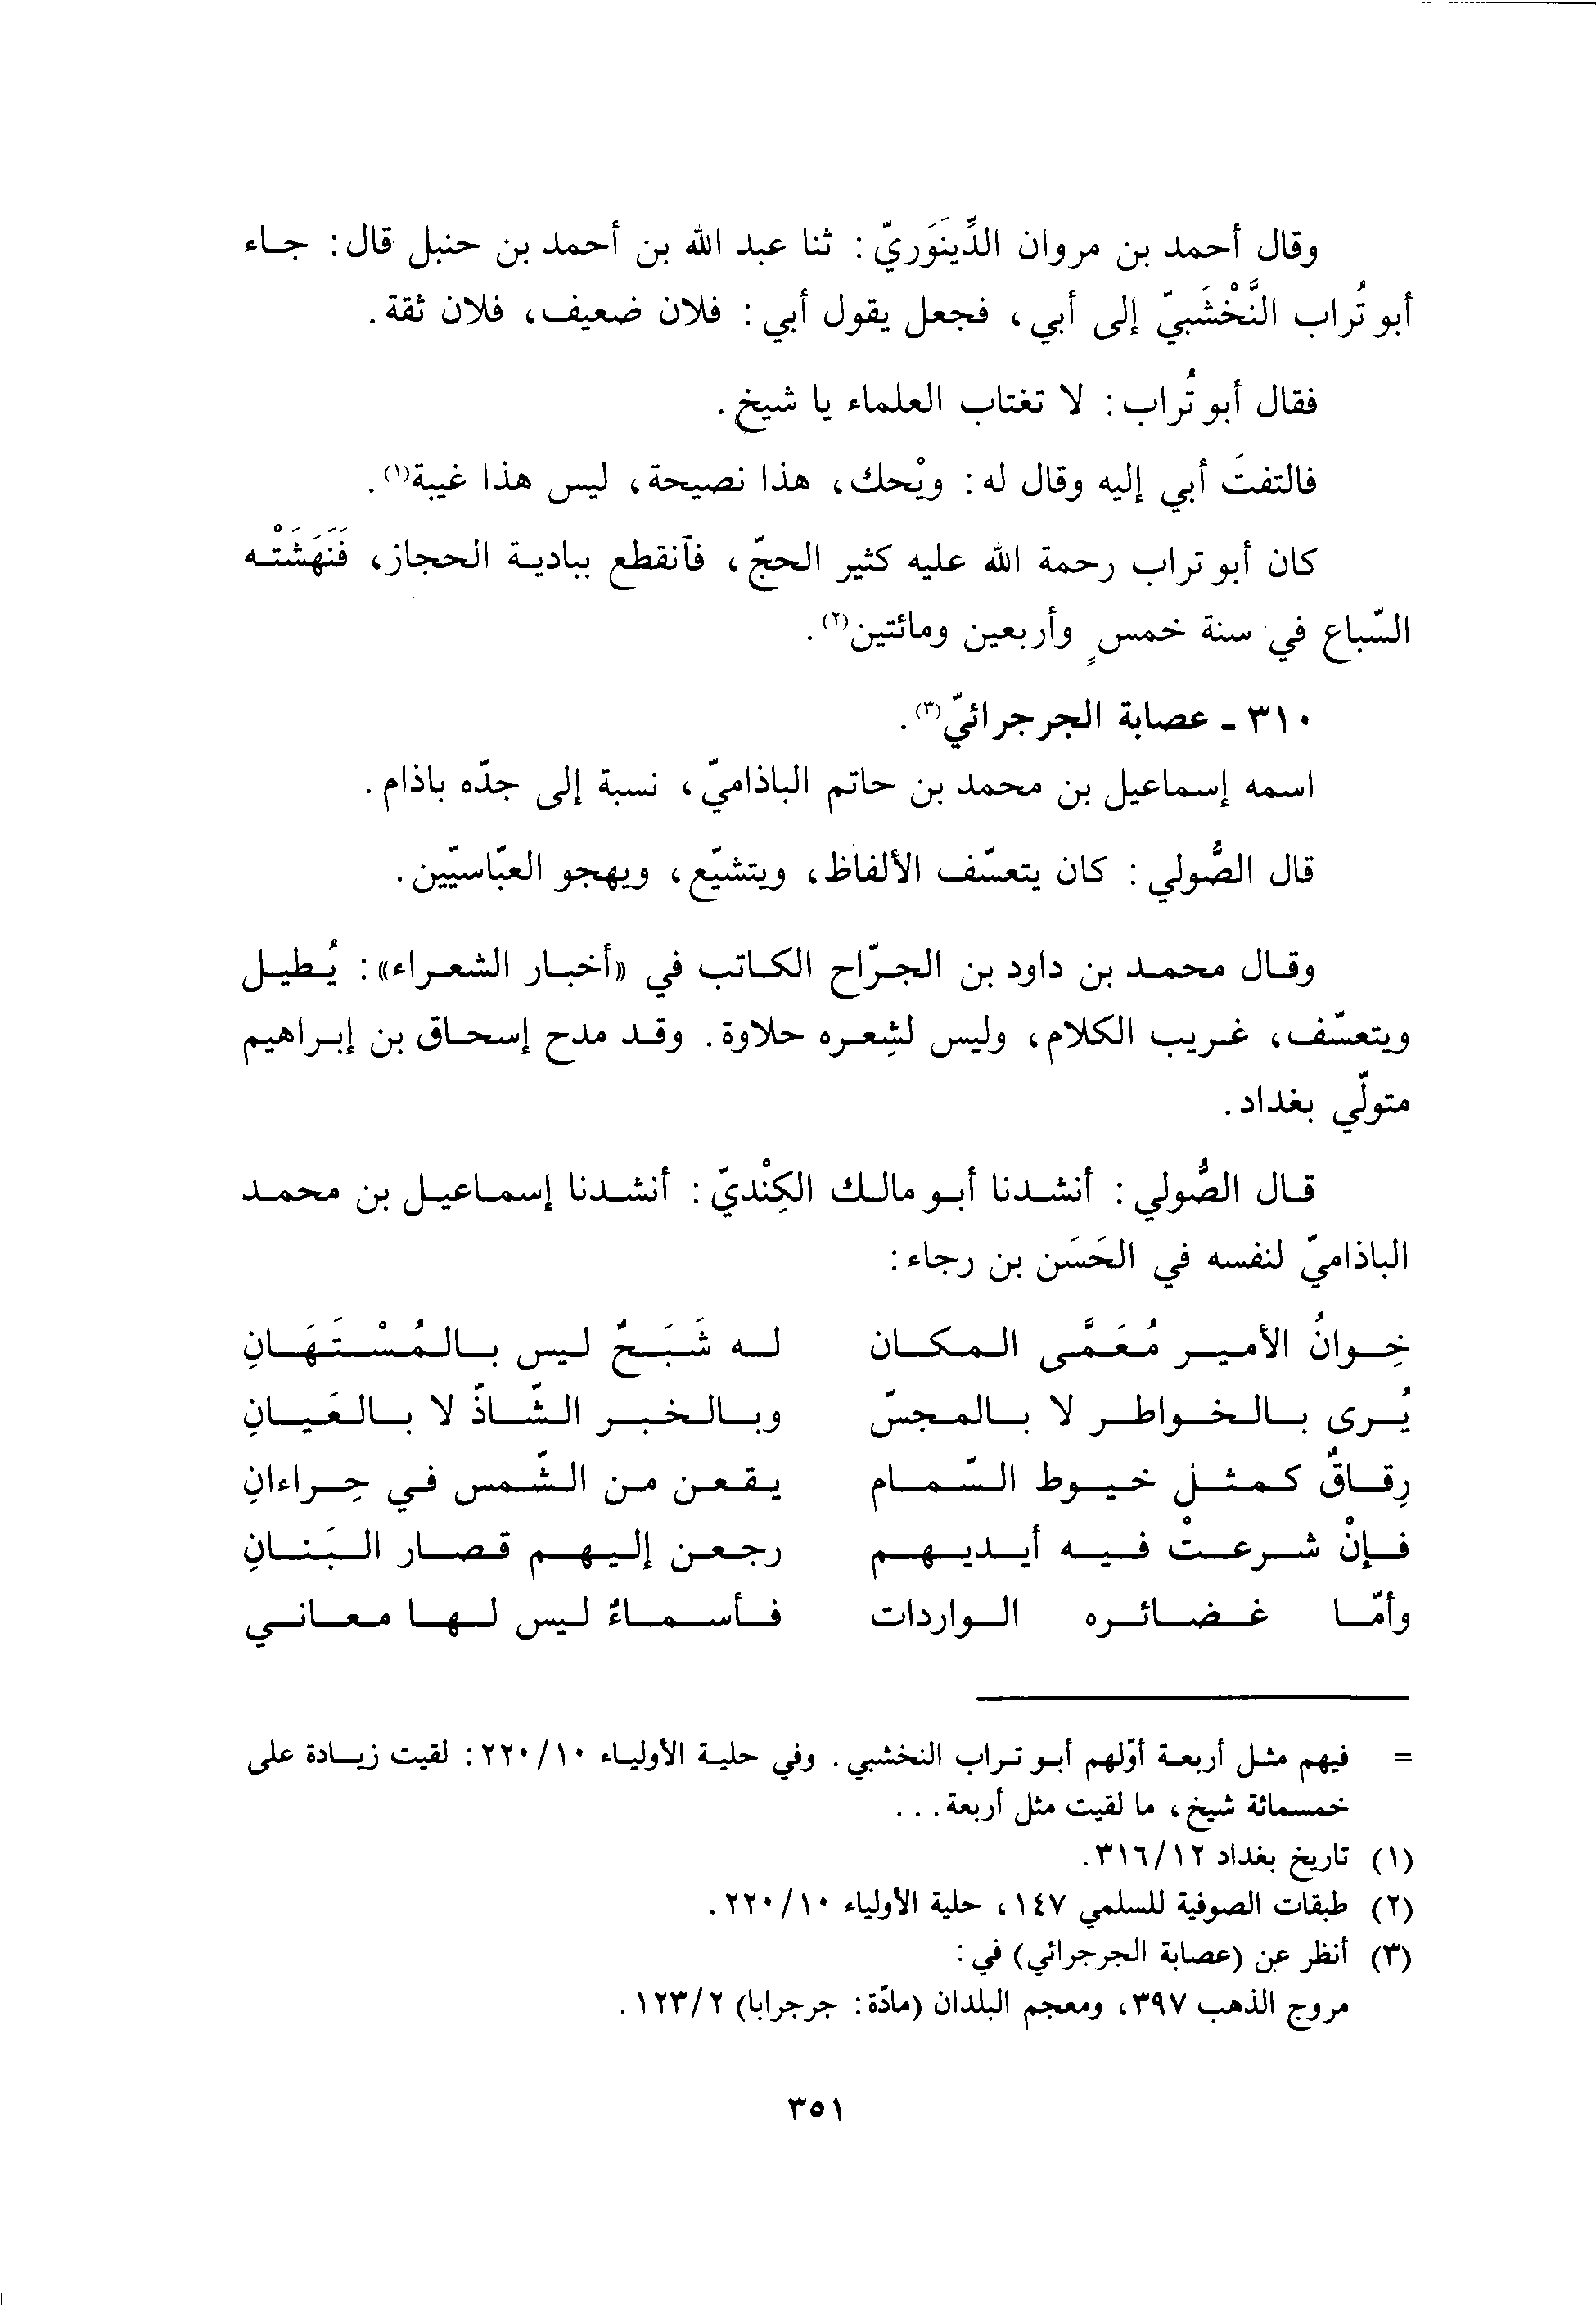 وقال أحمد بن مروان الدِّينَوَريّ: ثنا عبد الله بن أحمد بن حنبل قال: جاء
أبو تُراب النَّخْشَبيّ إلى أبي، فجعل يقول أبي: فلان ضعيف، فلان ثقة.
فقال أبو تُراب: لا تغتاب العلماء يا شيخ.
فالتفتَ أبي إليه وقال له: ويْحك، هذا نصيحة، ليس هذا غيبة(١).
كان أبو تراب رحمة الله عليه كثير الحجّ، فآنقطع ببادية الحجاز، فَنَهَشَتْه
السّباع في سنة خمسٍ وأربعين ومائتين(٢).
٣١٠ - عصابة الجرجرائيّ(٣).
اسمه إسماعيل بن محمد بن حاتم الباذاميّ، نسبة إلى جدّه باذام.
قال الصُّولي: كان يتعسّف الألفاظ، ويتشيّع، ويهجو العبّاسيّين.
وقال محمد بن داود بن الجرّاح الكاتب في «أخبار الشعراء»: يُطيل
ويتعسّف، غريب الكلام، وليس لشِعره حلاوة. وقد مدح إسحاق بن إبراهيم
متولّي بغداد.
قال الصُّولي: أنشدنا أبو مالك الكِنْديّ: أنشدنا إسماعيل بن محمد
الباذاميّ لنفسه في الحَسَن بن رجاء:
خِوانُ الأمير مُعَمَّى المكان له شَبَحٌ ليس بالمُسْتَهَانِ
يُرى بالخواطر لا بالمجسّ وبالخبر الشّاذّ لا بالعَيانِ
رِقاقٌ كمثل خيوط السّمام يقعن من الشّمس في حِراءانِ
فإنْ شرعتْ فيه أيديهم رجعن إليهم قصار البَنانِ
وأمّا غضائره الواردات فأسماءٌ ليس لها معاني
= فيهم مثل أربعة أوّلهم أبو تراب النخشبي. وفي حلية الأولياء ٢٢٠/١٠: لقيت زيادة على
خمسمائة شيخ، ما لقيت مثل أربعة...
(١) تاريخ بغداد ٣١٦/١٢.
(٢) طبقات الصوفية للسلمي ١٤٧، حلية الأولياء ٢٢٠/١٠.
(٣) أنظر عن (عصابة الجرجرائي) في:
مروج الذهب ٣٩٧، ومعجم البلدان (مادّة: جرجرايا) ١٢٣/٢.
٣٥١